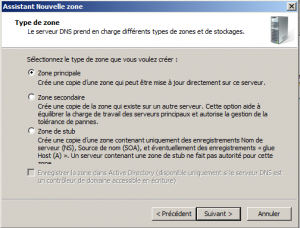 Assistant Nouvelle zone
Type de zone
Le serveur DNS prend en charge différents types de zones et de stockages.
Sélectionnez le type de zone que vous voulez créer :
Zone principale
Crée une copie d'une zone qui peut être mise à jour directement sur ce serveur.
Zone secondaire
Crée une copie de la zone qui existe sur un autre serveur. Cette option aide à
équilibrer la charge de travail des serveurs principaux et autorise la gestion de la
tolérance de pannes.
Zone de stub
Crée une copie d'une zone contenant uniquement des enregistrements Nom de
serveur (NS), Source de nom (SOA), et éventuellement des enregistrements « glue
Host (A) ». Un serveur contenant une zone de stub ne fait pas autorité pour cette
zone.
Enregistrer la zone dans Active Directory (disponible uniquement si le serveur DNS est
un contrôleur de domaine accessible en écriture)
< Précédent
Suivant >
Annuler